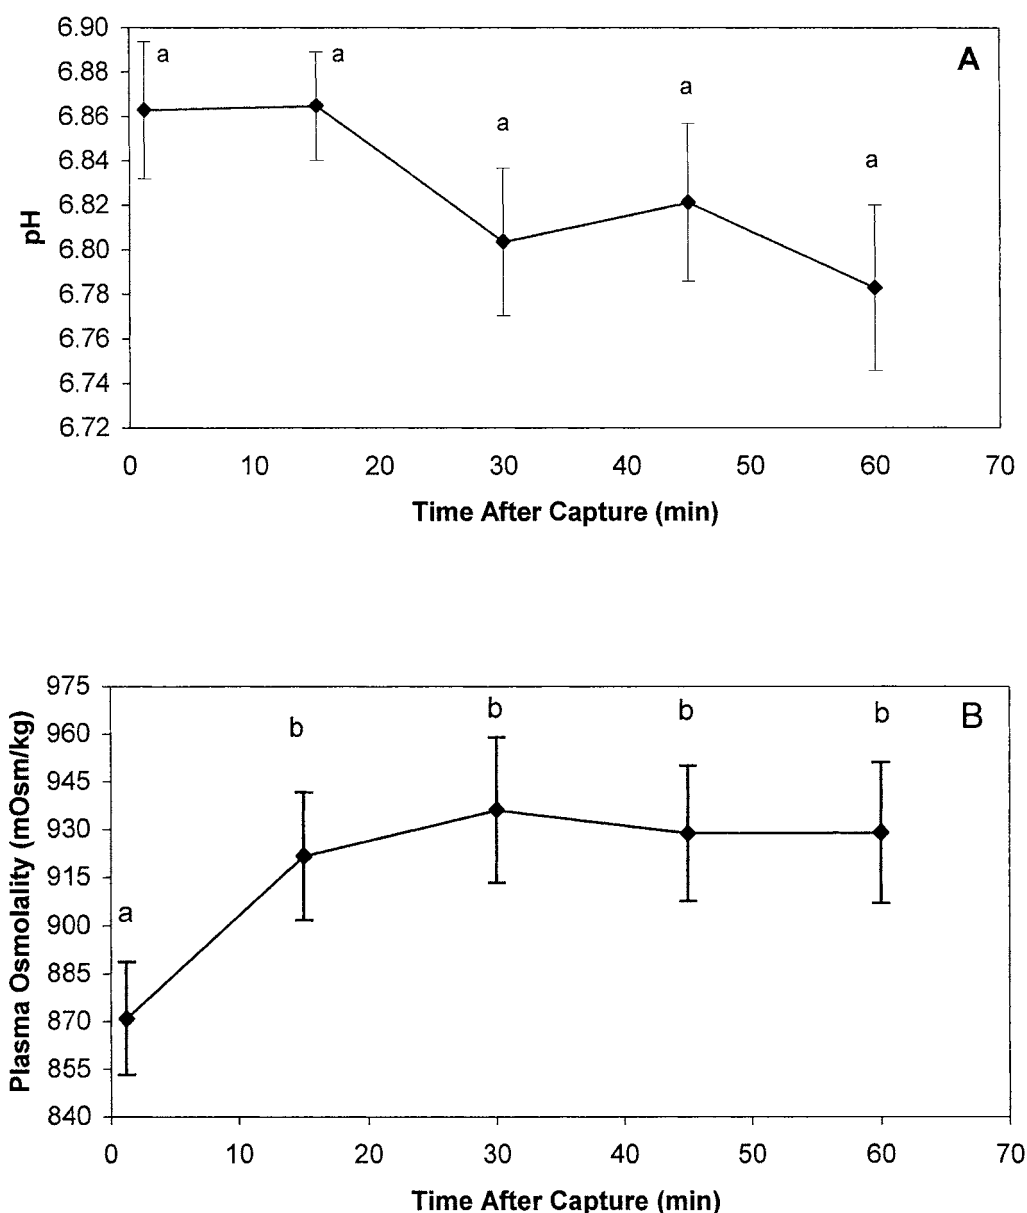 6.90
a
a
A
6.88
a
6.86
a
6.84
a
6.82
6.80
6.78
6.76
6.74
6.72
pH
0 10 20 30 40 50 60 70
Time After Capture (min)
975
b
b
b
b
B
960
945
930
915
900
a
885
870
855
840
Plasma Osmolality (mOsm/kg)
0 10 20 30 40 50 60 70
Time After Capture (min)